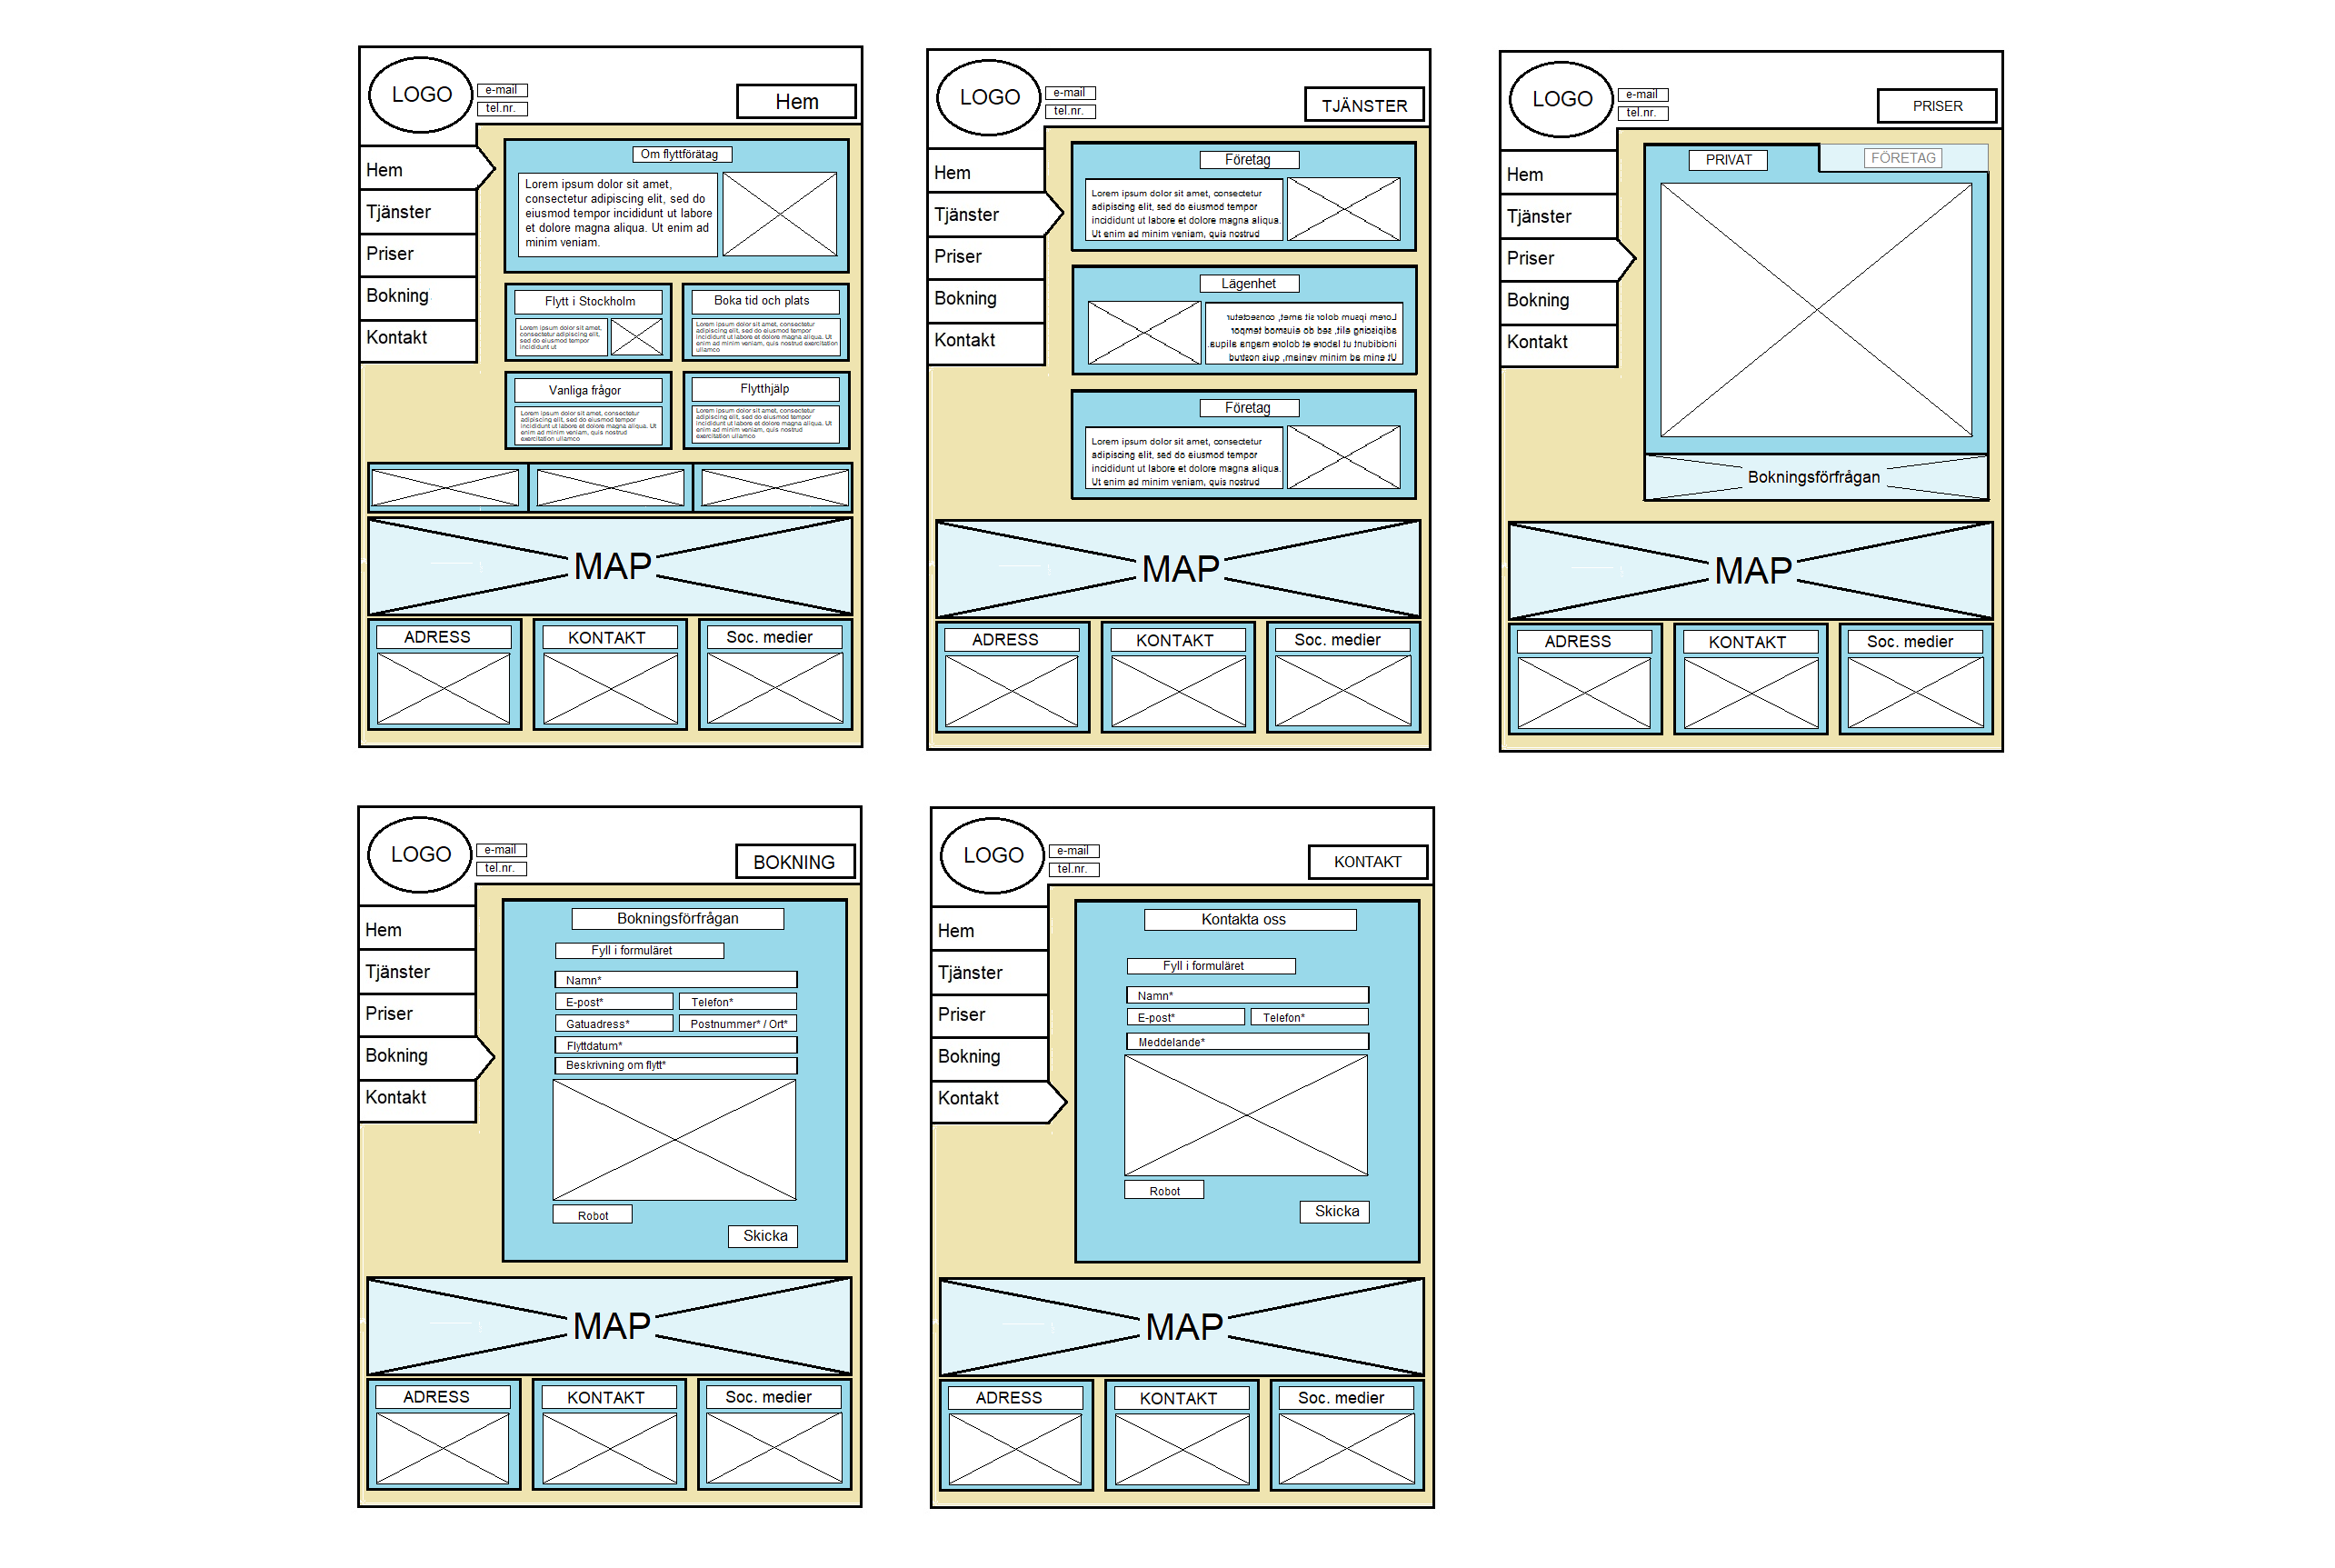 LOGO
e-mail
tel.nr.
Hem
Hem
Tjänster
Priser
Bokning
Kontakt
Om flyttförätag
Lorem ipsum dolor sit amet,
consectetur adipiscing elit, sed do
eiusmod tempor incididunt ut labore
et dolore magna aliqua. Ut enim ad
minim veniam.
Flytt i Stockholm
Lorem ipsum dolor sit amet,
consectetur adipiscing elit,
sed do eiusmod tempor
incididunt ut
Boka tid och plats
Lorem ipsum dolor sit amet, consectetur
adipiscing elit, sed do eiusmod tempor
incididunt ut labore et dolore magna aliqua. Ut
enim ad minim veniam, quis nostrud exercitation
ullamco
Vanliga frågor
Lorem ipsum dolor sit amet, consectetur
adipiscing elit, sed do eiusmod tempor
incididunt ut labore et dolore magna aliqua. Ut
enim ad minim veniam, quis nostrud
exercitation ullamco
Flytthjälp
Lorem ipsum dolor sit amet, consectetur
adipiscing elit, sed do eiusmod tempor
incididunt ut labore et dolore magna aliqua. Ut
enim ad minim veniam, quis nostrud
exercitation ullamco
MAP
ADRESS
KONTAKT
Soc. medier
LOGO
e-mail
tel.nr.
TJÄNSTER
Hem
Tjänster
Priser
Bokning
Kontakt
Företag
Lorem ipsum dolor sit amet, consectetur
adipiscing elit, sed do eiusmod tempor
incididunt ut labore et dolore magna aliqua.
Ut enim ad minim veniam, quis nostrud
Lägenhet
Lorem ipsum dolor sit amet, consectetur
adipiscing elit, sed do eiusmod tempor
incididunt ut labore et dolore magna aliqua.
Ut enim ad minim veniam, quis nostrud
Företag
Lorem ipsum dolor sit amet, consectetur
adipiscing elit, sed do eiusmod tempor
incididunt ut labore et dolore magna aliqua.
Ut enim ad minim veniam, quis nostrud
MAP
ADRESS
KONTAKT
Soc. medier
LOGO
e-mail
tel.nr.
PRISER
Hem
Tjänster
Priser
Bokning
Kontakt
PRIVAT
FÖRETAG
Bokningsförfrågan
MAP
ADRESS
KONTAKT
Soc. medier
LOGO
e-mail
tel.nr.
BOKNING
Hem
Tjänster
Priser
Bokning
Kontakt
Bokningsförfrågan
Fyll i formuläret
Namn*
E-post*
Telefon*
Gatuadress*
Postnummer* / Ort*
Flyttdatum*
Beskrivning om flytt*
Robot
Skicka
MAP
ADRESS
KONTAKT
Soc. medier
LOGO
e-mail
tel.nr.
KONTAKT
Hem
Tjänster
Priser
Bokning
Kontakt
Kontakta oss
Fyll i formuläret
Namn*
E-post*
Telefon*
Meddelande*
Robot
Skicka
MAP
ADRESS
KONTAKT
Soc. medier